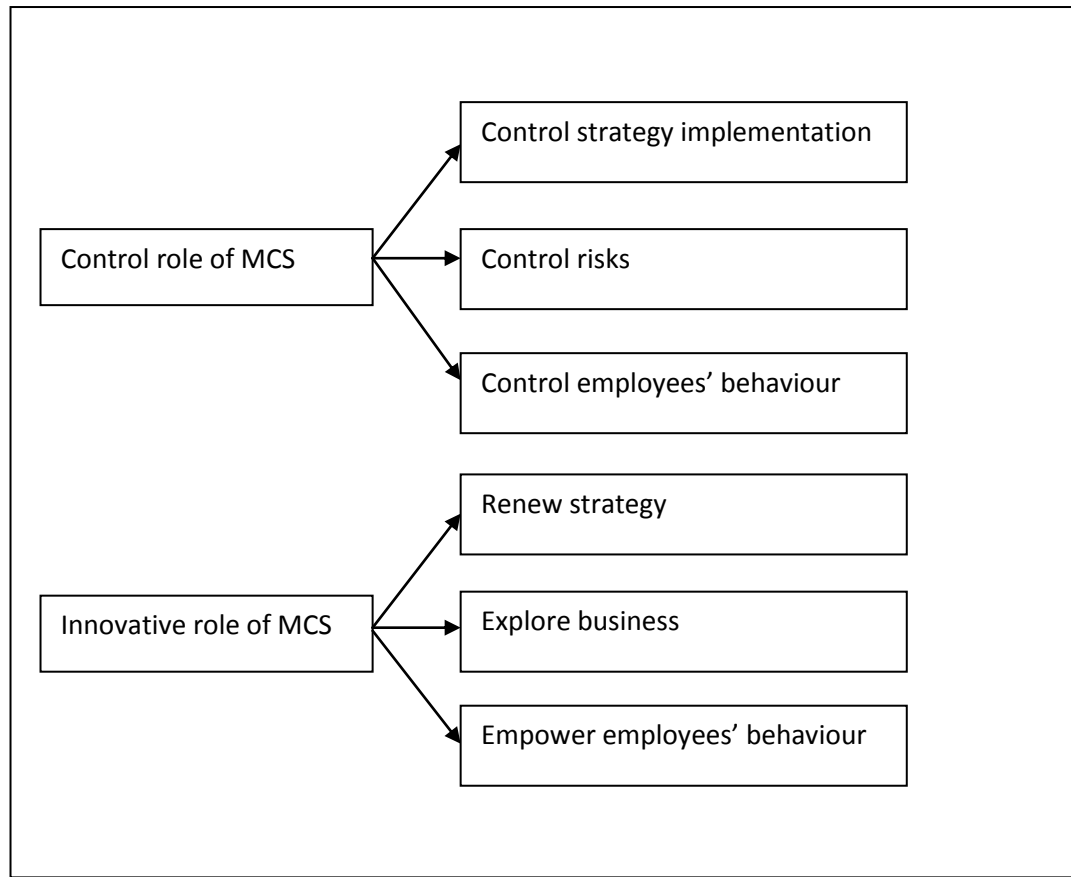 Control role of MCS
Control strategy implementation
Control risks
Control employees’ behaviour
Innovative role of MCS
Renew strategy
Explore business
Empower employees’ behaviour